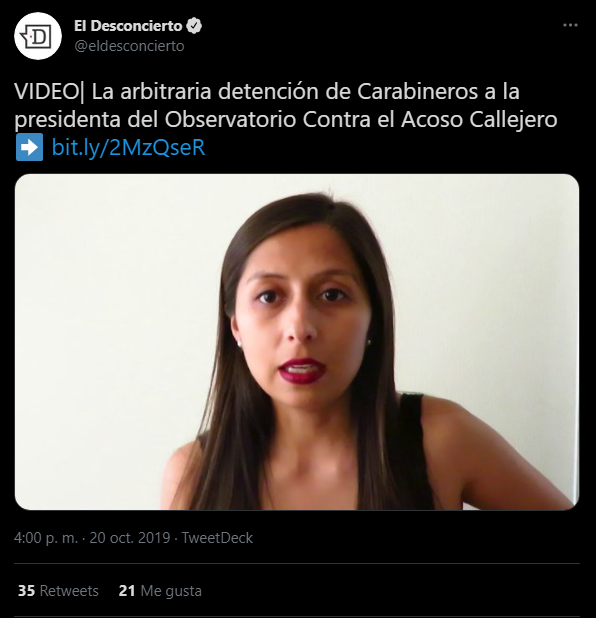 El Desconcierto
@eldesconcierto
VIDEO| La arbitraria detención de Carabineros a la
presidenta del Observatorio Contra el Acoso Callejero
➡ bit.ly/2MzQseR
4:00 p. m. · 20 oct. 2019 · TweetDeck
35 Retweets 21 Me gusta